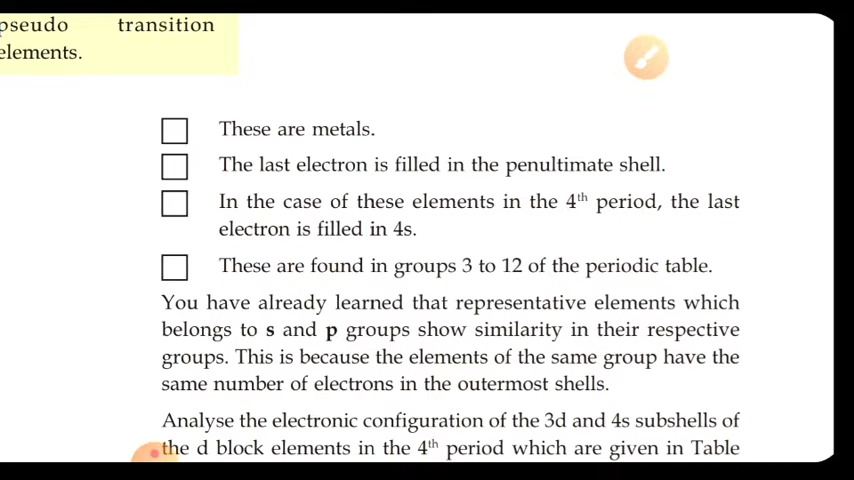 pseudo transition
elements.
These are metals.
The last electron is filled in the penultimate shell.
In the case of these elements in the 4th period, the last
electron is filled in 4s.
These are found in groups 3 to 12 of the periodic table.
You have already learned that representative elements which
belongs to s and p groups show similarity in their respective
groups. This is because the elements of the same group have the
same number of electrons in the outermost shells.
Analyse the electronic configuration of the 3d and 4s subshells of
the d block elements in the 4th period which are given in Table